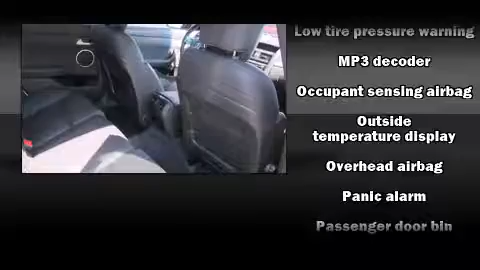 Low tire pressure warning
MP3 decoder
Occupant sensing airbag
Outside
temperature display
Overhead airbag
Panic alarm
Passenger door bin